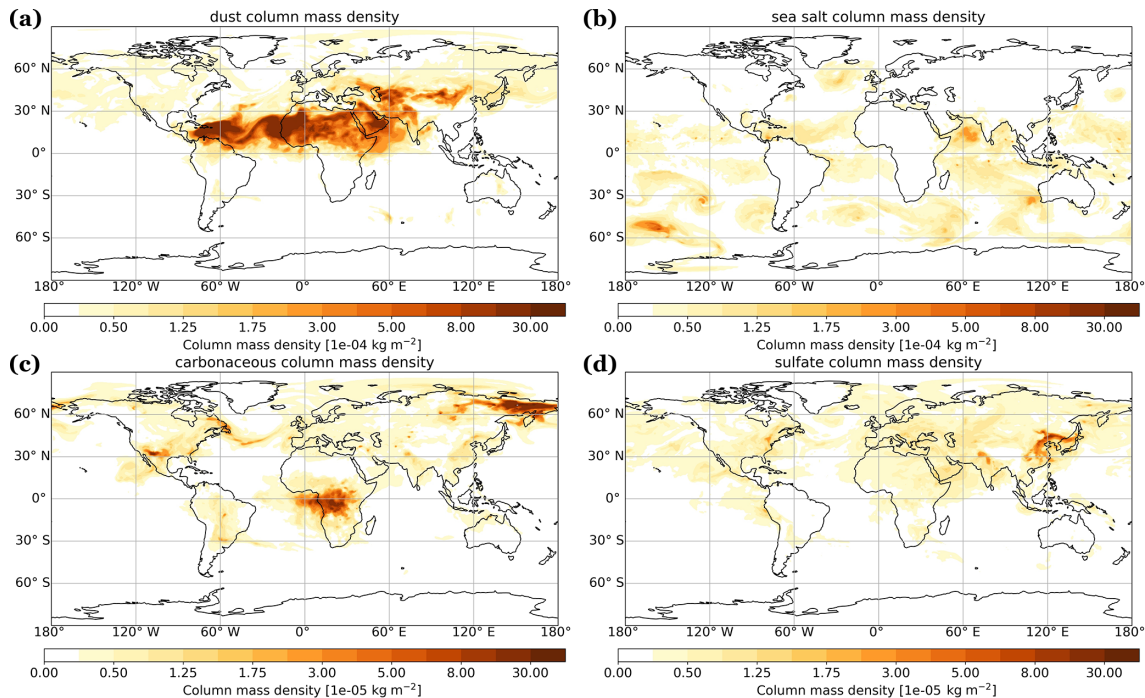 (a) dust column mass density
60° N
30° N
0°
30° S
60° S
180° 120° W 60° W 0° 60° E 120° E 180°
0.00 0.50 1.25 1.75 3.00 5.00 8.00 30.00
Column mass density [1e-04 kg m⁻²]
(b) sea salt column mass density
60° N
30° N
0°
30° S
60° S
180° 120° W 60° W 0° 60° E 120° E 180°
0.00 0.50 1.25 1.75 3.00 5.00 8.00 30.00
Column mass density [1e-04 kg m⁻²]
(c) carbonaceous column mass density
60° N
30° N
0°
30° S
60° S
180° 120° W 60° W 0° 60° E 120° E 180°
0.00 0.50 1.25 1.75 3.00 5.00 8.00 30.00
Column mass density [1e-05 kg m⁻²]
(d) sulfate column mass density
60° N
30° N
0°
30° S
60° S
180° 120° W 60° W 0° 60° E 120° E 180°
0.00 0.50 1.25 1.75 3.00 5.00 8.00 30.00
Column mass density [1e-05 kg m⁻²]